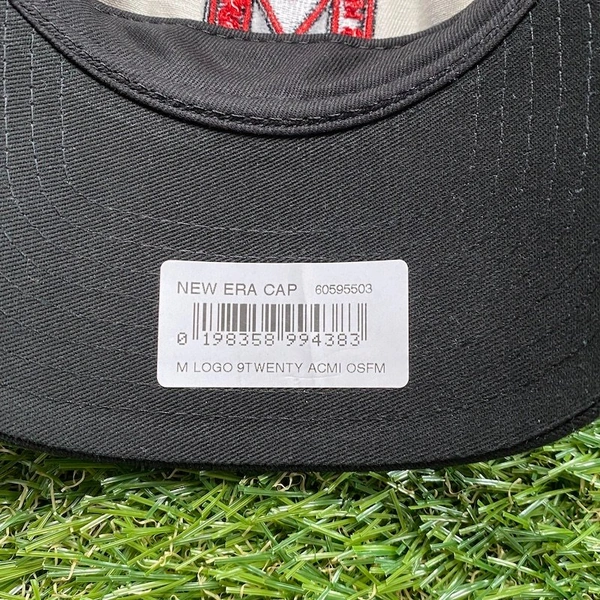 NEW ERA CAP 60595503
0 198358 994383
M LOGO 9TWENTY ACMI OSFM